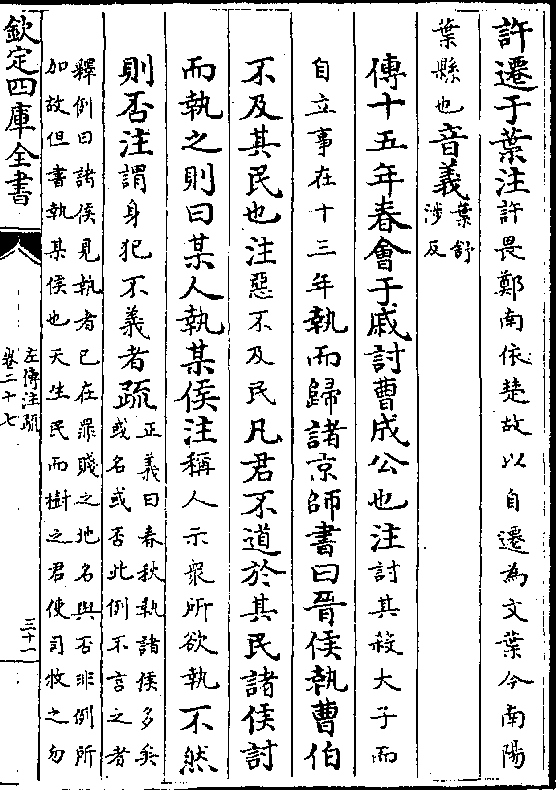 許遷于葉注許畏鄭南依楚故以自遷為文葉今南陽
葉縣也音義葉舒
涉反
傳十五年春會于戚討曹成公也注討其殺大子而
自立事在十三年執而歸諸京師書曰晉侯執曹伯
不及其民也注惡不及民凡君不道於其民諸侯討
而執之則曰某人執某侯注稱人示衆所欲執不然
則否注謂身犯不義者疏正義曰春秋執諸侯多矣
或名或否此例不言之者
釋例曰諸侯見執者已在罪賤之地名與否非例所
加故但書執某侯也天生民而樹之君使司牧之勿
欽定四庫全書
左傳注疏
卷二十七
三十一